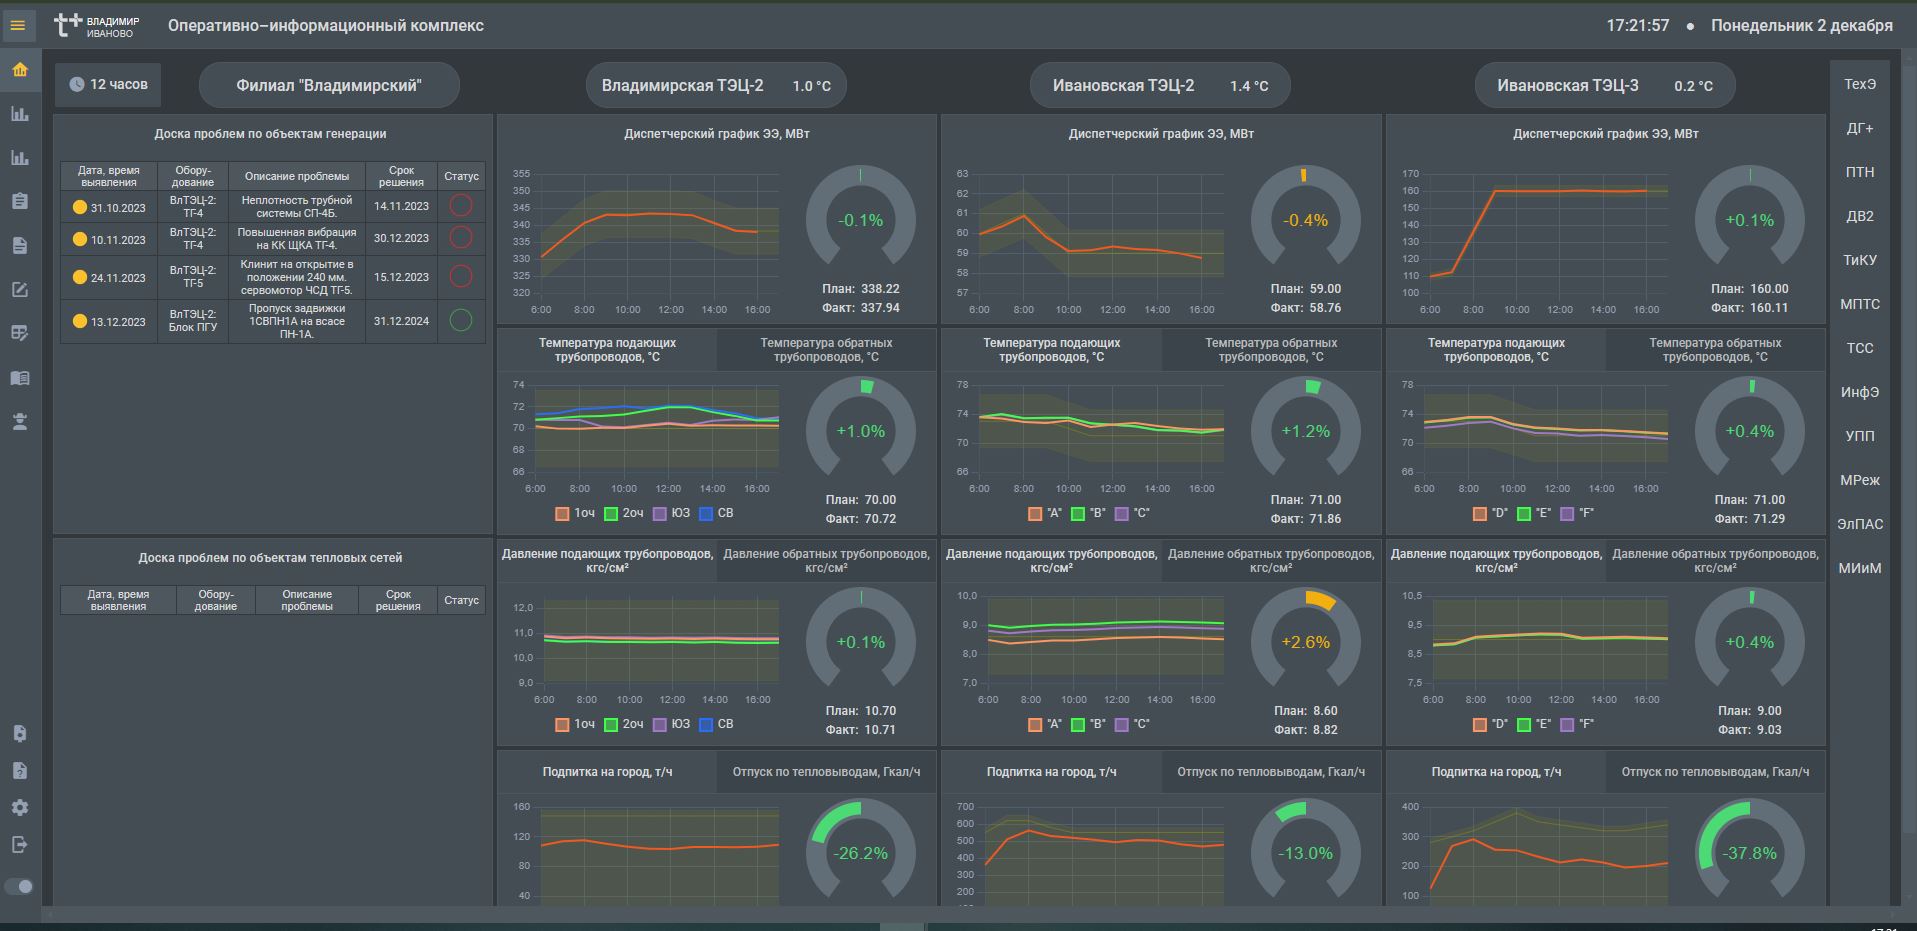 ВЛАДИМИР
ИВАНОВО
Оперативно–информационный комплекс
17:21:57 ● Понедельник 2 декабря
12 часов
Филиал "Владимирский"
Владимирская ТЭЦ-2 1.0 °C
Ивановская ТЭЦ-2 1.4 °C
Ивановская ТЭЦ-3 0.2 °C
Доска проблем по объектам генерации
Дата, время выявления
Обору-дование
Описание проблемы
Срок решения
Статус
31.10.2023
ВлТЭЦ-2: ТГ-4
Неплотность трубной системы СП-4Б.
14.11.2023
10.11.2023
ВлТЭЦ-2: ТГ-4
Повышенная вибрация на КК ЩКА ТГ-4.
30.12.2023
24.11.2023
ВлТЭЦ-2: ТГ-5
Клинит на открытие в положении 240 мм. сервомотор ЧСД ТГ-5.
15.12.2023
13.12.2023
ВлТЭЦ-2: Блок ПГУ
Пропуск задвижки 1СВПН1А на всасе ПН-1А.
31.12.2024
Доска проблем по объектам тепловых сетей
Дата, время выявления
Обору-дование
Описание проблемы
Срок решения
Статус
Диспетчерский график ЭЭ, МВт
355
350
345
340
335
330
325
320
6:00 8:00 10:00 12:00 14:00 16:00
-0.1%
План: 338.22
Факт: 337.94
Температура подающих трубопроводов, °C
Температура обратных трубопроводов, °C
74
72
70
68
66
6:00 8:00 10:00 12:00 14:00 16:00
1оч 2оч ЮЗ СВ
+1.0%
План: 70.00
Факт: 70.72
Давление подающих трубопроводов, кгс/см²
Давление обратных трубопроводов, кгс/см²
12,0
11,0
10,0
9,0
6:00 8:00 10:00 12:00 14:00 16:00
1оч 2оч ЮЗ СВ
+0.1%
План: 10.70
Факт: 10.71
Подпитка на город, т/ч
Отпуск по тепловыводам, Гкал/ч
160
120
80
40
-26.2%
Диспетчерский график ЭЭ, МВт
63
62
61
60
59
58
57
6:00 8:00 10:00 12:00 14:00 16:00
-0.4%
План: 59.00
Факт: 58.76
Температура подающих трубопроводов, °C
Температура обратных трубопроводов, °C
78
74
70
66
6:00 8:00 10:00 12:00 14:00 16:00
"A" "B" "C"
+1.2%
План: 71.00
Факт: 71.86
Давление подающих трубопроводов, кгс/см²
Давление обратных трубопроводов, кгс/см²
10,0
9,0
8,0
7,0
6:00 8:00 10:00 12:00 14:00 16:00
"A" "B" "C"
+2.6%
План: 8.60
Факт: 8.82
Подпитка на город, т/ч
Отпуск по тепловыводам, Гкал/ч
700
600
500
400
300
200
-13.0%
Диспетчерский график ЭЭ, МВт
170
160
150
140
130
120
110
100
6:00 8:00 10:00 12:00 14:00 16:00
+0.1%
План: 160.00
Факт: 160.11
Температура подающих трубопроводов, °C
Температура обратных трубопроводов, °C
78
74
70
66
6:00 8:00 10:00 12:00 14:00 16:00
"D" "E" "F"
+0.4%
План: 71.00
Факт: 71.29
Давление подающих трубопроводов, кгс/см²
Давление обратных трубопроводов, кгс/см²
10,5
9,5
8,5
7,5
6:00 8:00 10:00 12:00 14:00 16:00
"D" "E" "F"
+0.4%
План: 9.00
Факт: 9.03
Подпитка на город, т/ч
Отпуск по тепловыводам, Гкал/ч
400
300
200
100
-37.8%
ТехЭ
ДГ+
ПТН
ДВ2
ТиКУ
МПТС
ТСС
ИнфЭ
УПП
МРеж
ЭлПАС
МИиМ